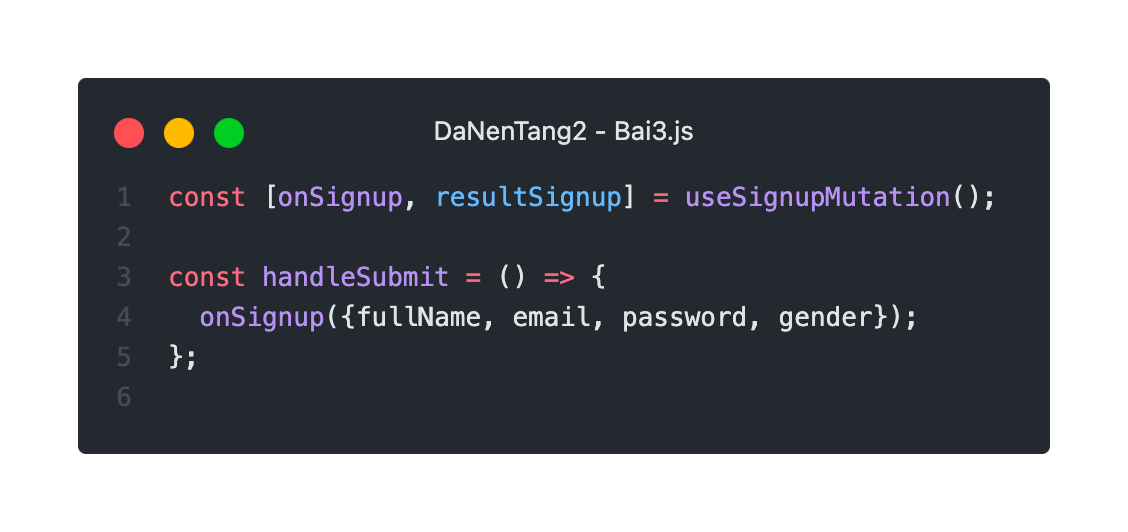 DaNenTang2 - Bai3.js
1 const [onSignup, resultSignup] = useSignupMutation();
2
3 const handleSubmit = () => {
4   onSignup({fullName, email, password, gender});
5 };
6